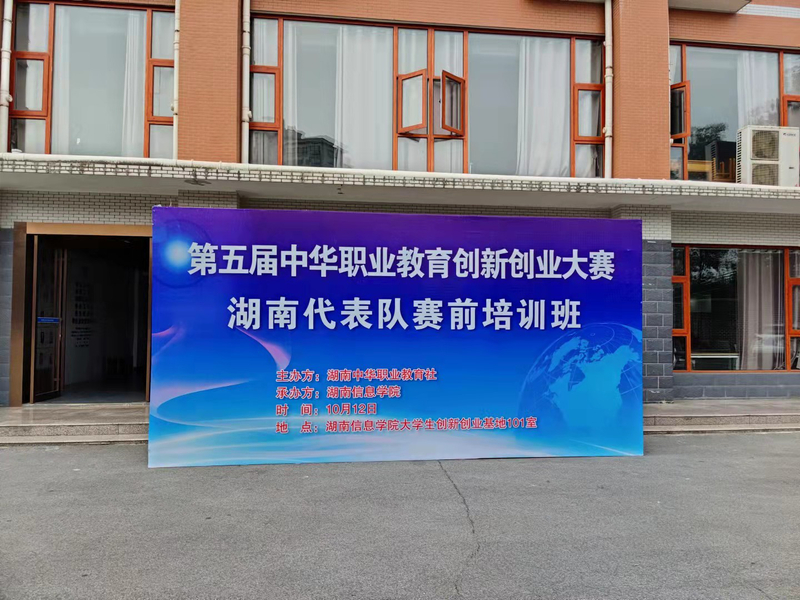 第五届中华职业教育创新创业大赛
湖南代表队赛前培训班
主办方：湖南中华职业教育社
承办方：湖南信息学院
时　间：10月12日
地　点：湖南信息学院大学生创新创业基地101室